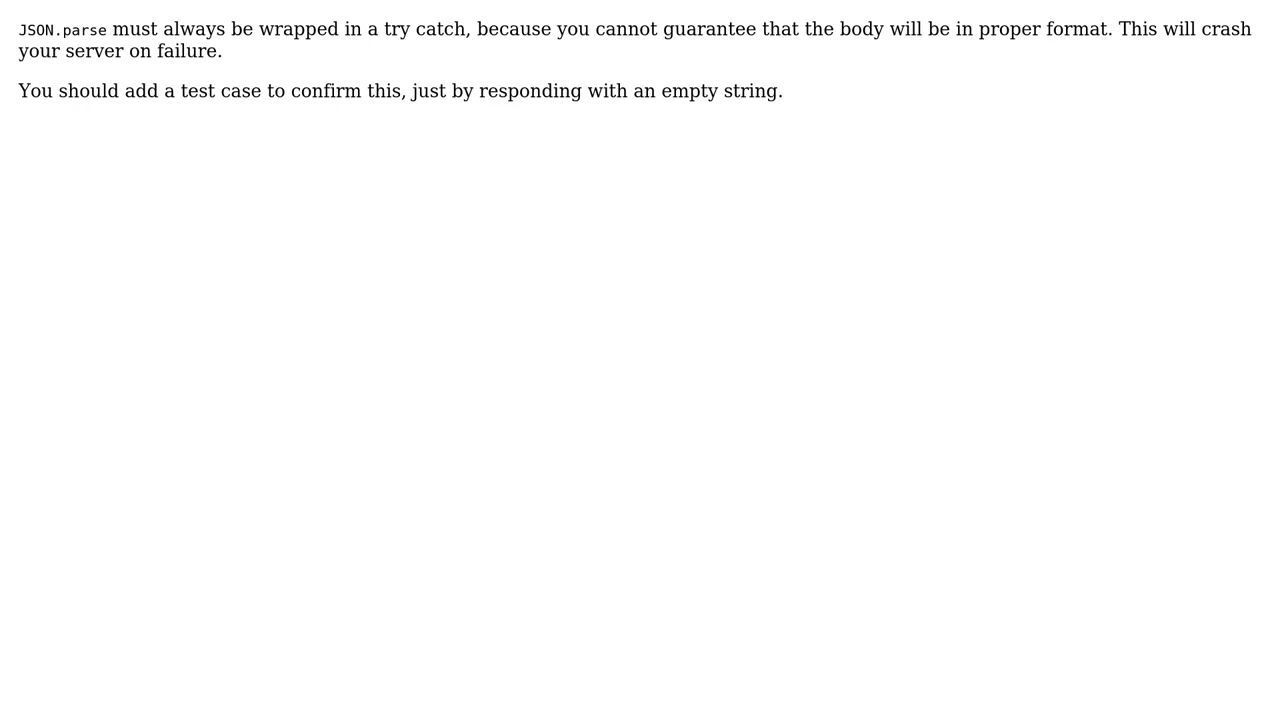 JSON.parse must always be wrapped in a try catch, because you cannot guarantee that the body will be in proper format. This will crash
your server on failure.
You should add a test case to confirm this, just by responding with an empty string.